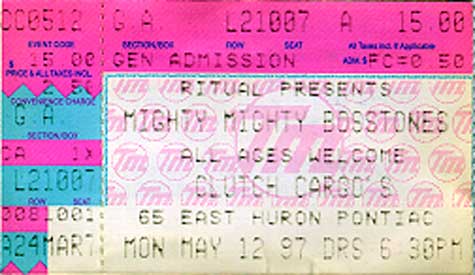 CC0512 G.A. L21007 A 15.00
EVENT CODE SECTION/BOX ROW SEAT All Taxes Incl. If Applicable
$ 15.00 GEN ADMISSION ADM.$ FC=0.50
PRICE & ALL TAXES INCL.
2.50 RITUAL PRESENTS
CONVENIENCE CHARGE
G.A. MIGHTY MIGHTY BOSSTONES
SECTION/BOX
CA 1X ALL AGES WELCOME
L21007 CLUTCH CARGO'S
ROW SEAT
0081001 65 EAST HURON PONTIAC
A24MAR7 MON MAY 12 97 DRS 6:30PM